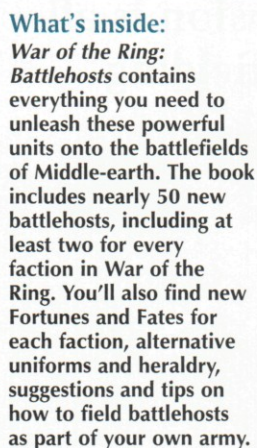 What's inside:
War of the Ring:
Battlehosts contains
everything you need to
unleash these powerful
units onto the battlefields
of Middle-earth. The book
includes nearly 50 new
battlehosts, including at
least two for every
faction in War of the
Ring. You'll also find new
Fortunes and Fates for
each faction, alternative
uniforms and heraldry,
suggestions and tips on
how to field battlehosts
as part of your own army.